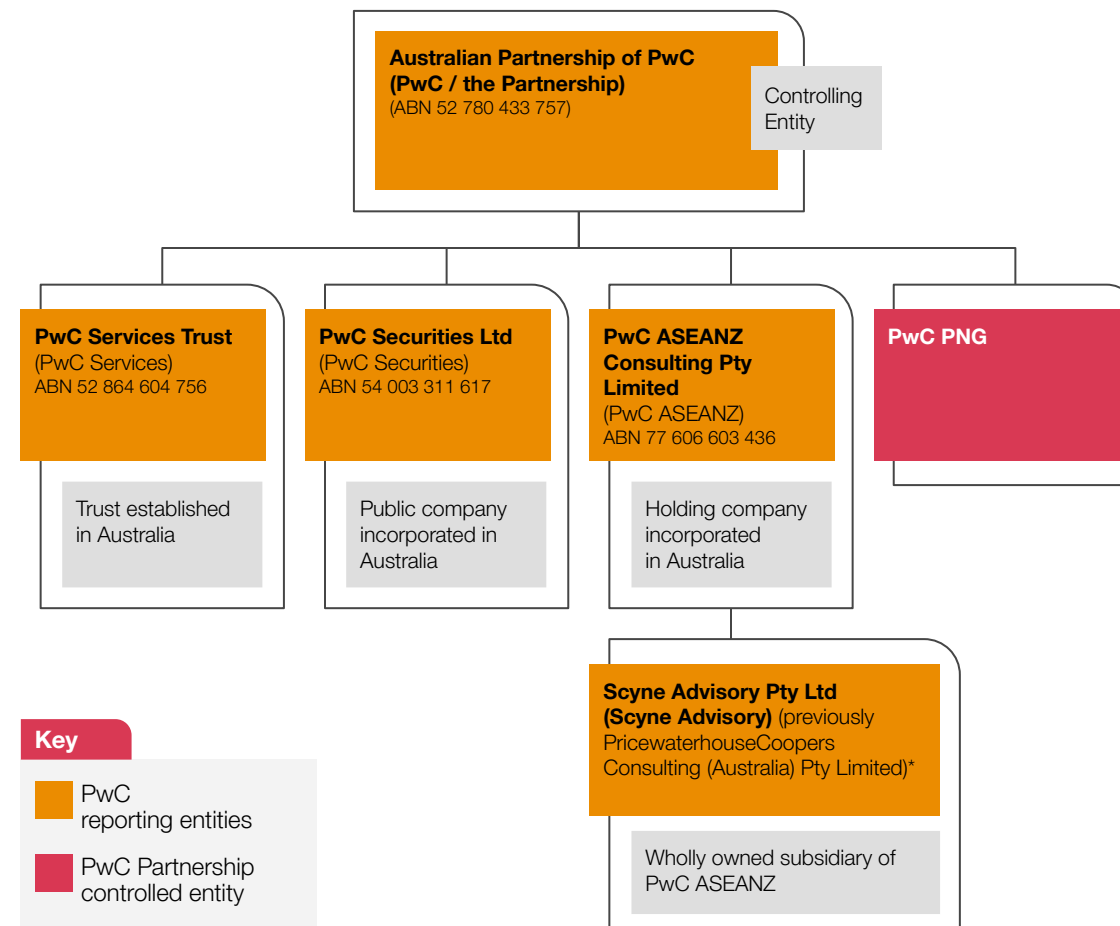 Australian Partnership of PwC
(PwC / the Partnership)
(ABN 52 780 433 757)
Controlling
Entity
PwC Services Trust
(PwC Services)
ABN 52 864 604 756
Trust established
in Australia
PwC Securities Ltd
(PwC Securities)
ABN 54 003 311 617
Public company
incorporated in
Australia
PwC ASEANZ
Consulting Pty
Limited
(PwC ASEANZ)
ABN 77 606 603 436
Holding company
incorporated
in Australia
PwC PNG
Scyne Advisory Pty Ltd
(Scyne Advisory) (previously
PricewaterhouseCoopers
Consulting (Australia) Pty Limited)*
Wholly owned subsidiary of
PwC ASEANZ
Key
PwC
reporting entities
PwC Partnership
controlled entity